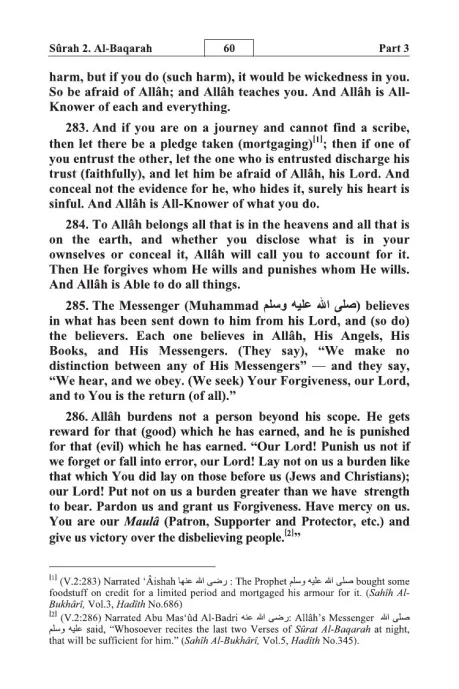 Sûrah 2. Al-Baqarah 60 Part 3
harm, but if you do (such harm), it would be wickedness in you.
So be afraid of Allâh; and Allâh teaches you. And Allâh is All-
Knower of each and everything.
283. And if you are on a journey and cannot find a scribe,
then let there be a pledge taken (mortgaging)[1]; then if one of
you entrust the other, let the one who is entrusted discharge his
trust (faithfully), and let him be afraid of Allâh, his Lord. And
conceal not the evidence for he, who hides it, surely his heart is
sinful. And Allâh is All-Knower of what you do.
284. To Allâh belongs all that is in the heavens and all that is
on the earth, and whether you disclose what is in your
ownselves or conceal it, Allâh will call you to account for it.
Then He forgives whom He wills and punishes whom He wills.
And Allâh is Able to do all things.
285. The Messenger (Muhammad صلى الله عليه وسلم) believes
in what has been sent down to him from his Lord, and (so do)
the believers. Each one believes in Allâh, His Angels, His
Books, and His Messengers. (They say), “We make no
distinction between any of His Messengers” — and they say,
“We hear, and we obey. (We seek) Your Forgiveness, our Lord,
and to You is the return (of all).”
286. Allâh burdens not a person beyond his scope. He gets
reward for that (good) which he has earned, and he is punished
for that (evil) which he has earned. “Our Lord! Punish us not if
we forget or fall into error, our Lord! Lay not on us a burden like
that which You did lay on those before us (Jews and Christians);
our Lord! Put not on us a burden greater than we have strength
to bear. Pardon us and grant us Forgiveness. Have mercy on us.
You are our Maulâ (Patron, Supporter and Protector, etc.) and
give us victory over the disbelieving people.[2]”
[1] (V.2:283) Narrated ‘Âishah رضى الله عنها : The Prophet صلى الله عليه وسلم bought some
foodstuff on credit for a limited period and mortgaged his armour for it. (Sahîh Al-
Bukhârî, Vol.3, Hadîth No.686)
[2] (V.2:286) Narrated Abu Mas‘ûd Al-Badri رضى الله عنه: Allâh’s Messenger صلى الله
عليه وسلم said, “Whosoever recites the last two Verses of Sûrat Al-Baqarah at night,
that will be sufficient for him.” (Sahîh Al-Bukhârî, Vol.5, Hadîth No.345).